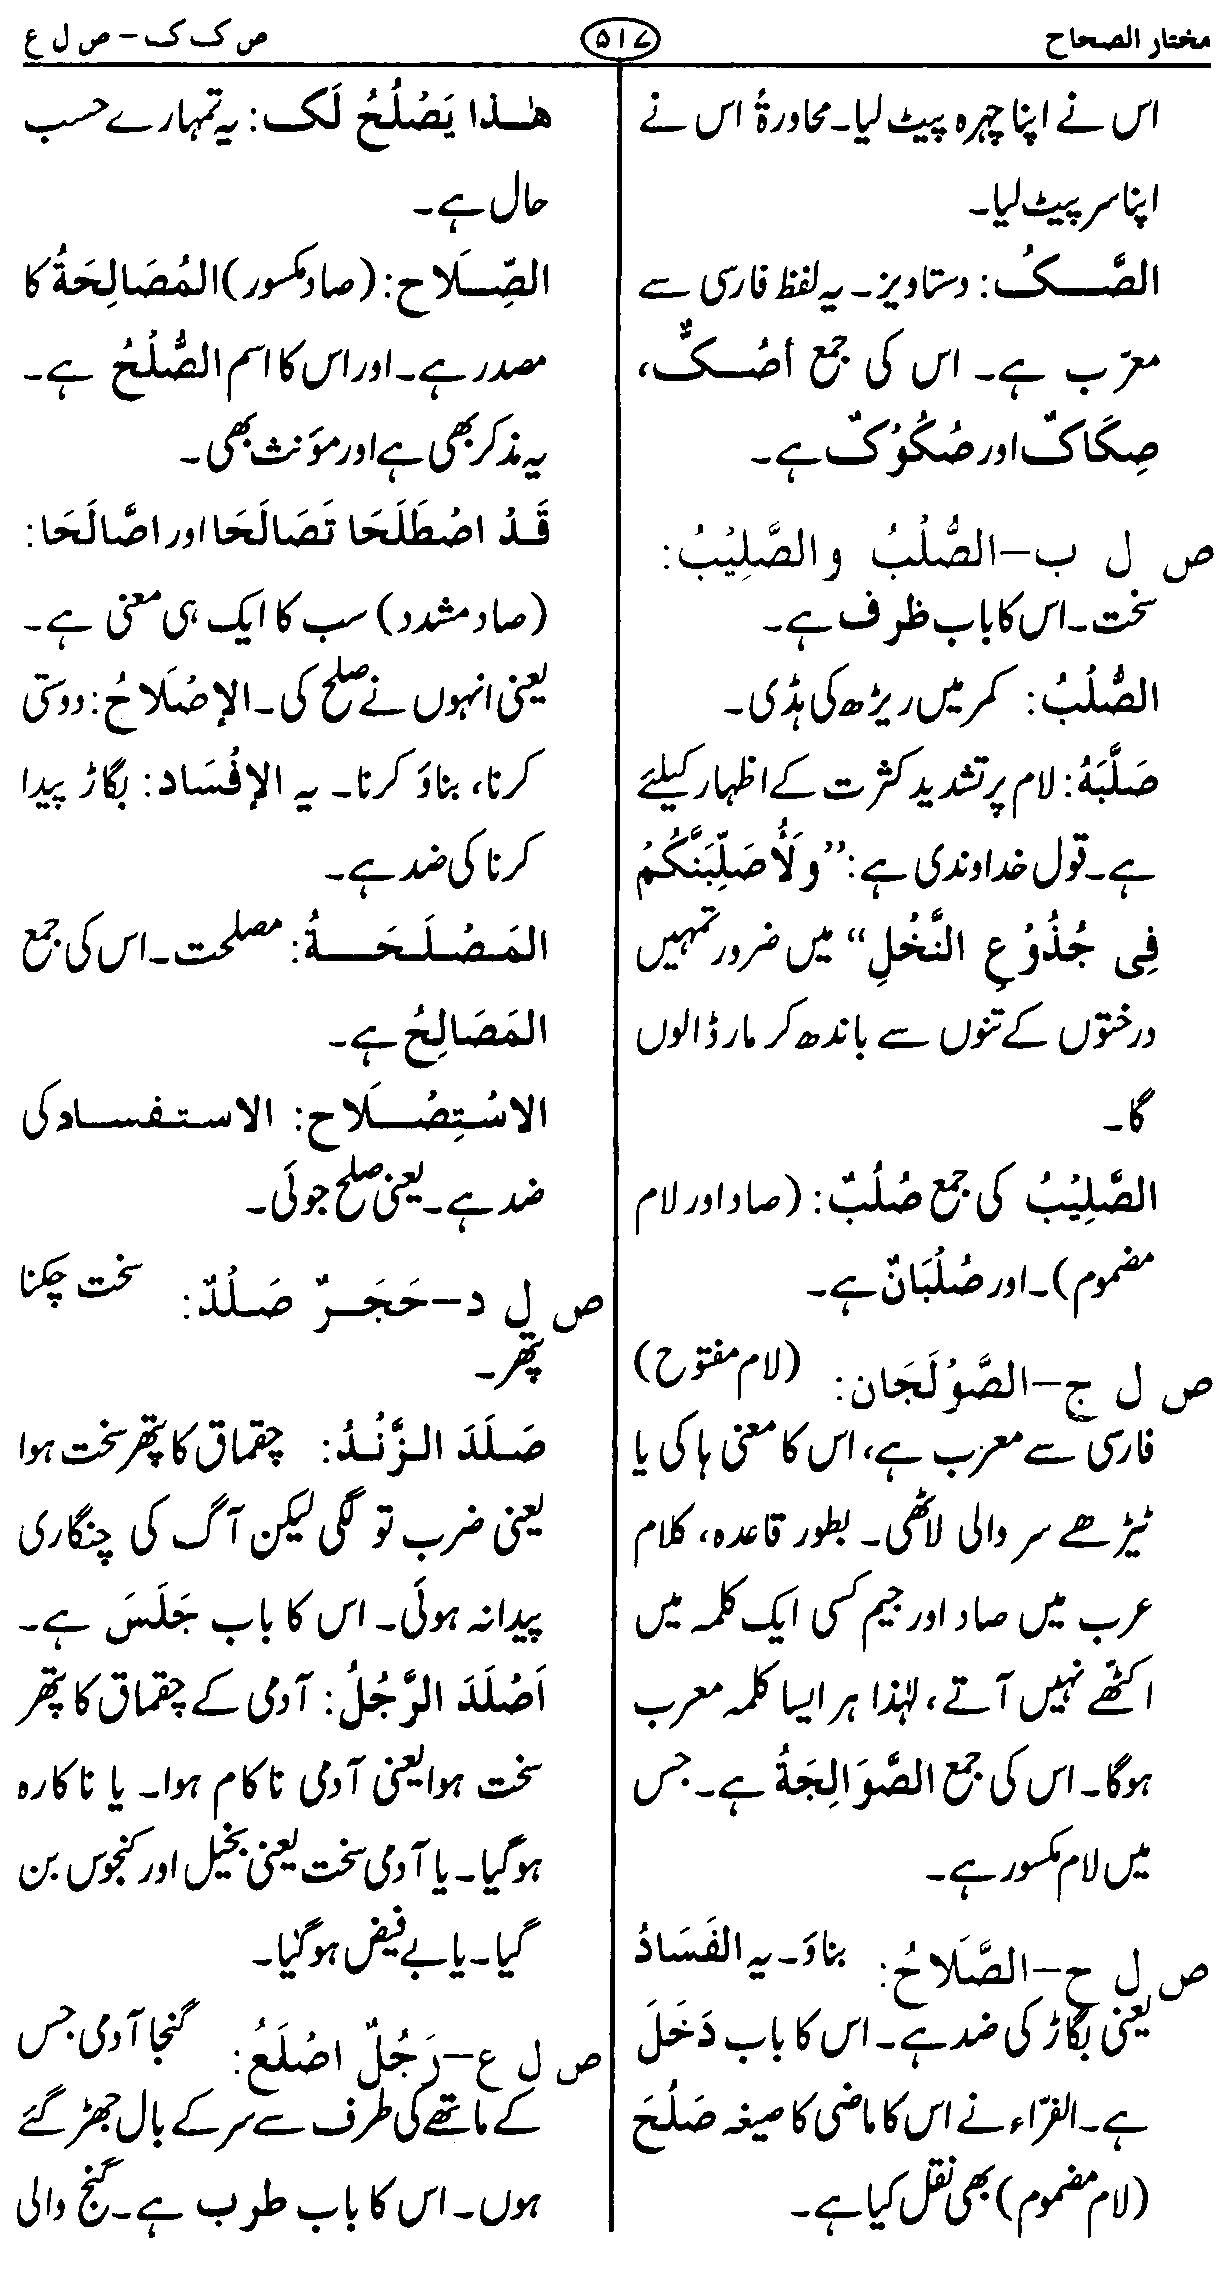 مختار الصحاح
۵۱۷
ص ک ک – ص ل ع
اس نے اپنا چہرہ پیٹ لیا۔ محاورۃً اس نے
اپنا سر پیٹ لیا۔
الصَّکُ: دستاویز۔ یہ لفظ فارسی سے
معرّب ہے۔ اس کی جمع أصُکٌّ،
صِکَاکٌ اور صُکُوْکٌ ہے۔
ص ل ب – الصُّلْبُ والصَّلِیْبُ:
سخت۔ اس کا باب ظرف ہے۔
الصُّلْبُ: کمر میں ریڑھ کی ہڈی۔
صَلَّبَهُ: لام پر تشدید کثرت کے اظہار کیلئے
ہے۔ قول خداوندی ہے: ”وَلَأُصَلِّبَنَّكُمْ
فِی جُذُوْعِ النَّخْلِ“ میں ضرور تمہیں
درختوں کے تنوں سے باندھ کر مار ڈالوں
گا۔
الصَّلِیْبُ کی جمع صُلُبٌ: (صاد اور لام
مضموم)۔ اور صُلْبَانٌ ہے۔
ص ل ج – الصَّوْلَجَان: (لام مفتوح)
فارسی سے معرب ہے، اس کا معنی ہاکی یا
ٹیڑھے سر والی لاٹھی۔ بطور قاعدہ، کلام
عرب میں صاد اور جیم کسی ایک کلمہ میں
اکٹھے نہیں آتے، لہٰذا ہر ایسا کلمہ معرب
ہوگا۔ اس کی جمع الصَّوَالِجَةُ ہے۔ جس
میں لام مکسور ہے۔
ص ل ح – الصَّلَاحُ: بناؤ۔ یہ الفَسَادُ
یعنی بگاڑ کی ضد ہے۔ اس کا باب دَخَلَ
ہے۔ الفرّاء نے اس کا ماضی کا صیغہ صَلُحَ
(لام مضموم) بھی نقل کیا ہے۔
هٰذا یَصْلُحُ لَک: یہ تمہارے حسب
حال ہے۔
الصِّلَاح: (صاد مکسور) المُصَالِحَةُ کا
مصدر ہے۔ اور اس کا اسم الصُّلْحُ ہے۔
یہ مذکر بھی ہے اور مؤنث بھی۔
قَدْ اصْطَلَحَا تَصَالَحَا اور اصَّالَحَا:
(صاد مشدد) سب کا ایک ہی معنی ہے۔
یعنی انہوں نے صلح کی۔ الإصْلَاحُ: دوستی
کرنا، بناؤ کرنا۔ یہ الإفْسَاد: بگاڑ پیدا
کرنا کی ضد ہے۔
المَصْلَحَةُ: مصلحت۔ اس کی جمع
المَصَالِحُ ہے۔
الاسْتِصْلَاح: الاستفساد کی
ضد ہے۔ یعنی صلح جوئی۔
ص ل د – حَجَرٌ صَلْدٌ: سخت چکنا
پتھر۔
صَلَدَ الزَّنْدُ: چقماق کا پتھر سخت ہوا
یعنی ضرب تو لگی لیکن آگ کی چنگاری
پیدا نہ ہوئی۔ اس کا باب جَلَسَ ہے۔
اَصْلَدَ الرَّجُلُ: آدمی کے چقماق کا پتھر
سخت ہوا یعنی آدمی ناکام ہوا۔ یا ناکارہ
ہوگیا۔ یا آدمی سخت یعنی بخیل اور کنجوس بن
گیا۔ یا بے فیض ہوگیا۔
ص ل ع – رَجُلٌ اصْلَعُ: گنجا آدمی جس
کے ماتھے کی طرف سے سر کے بال جھڑ گئے
ہوں۔ اس کا باب طرب ہے۔ گنج والی